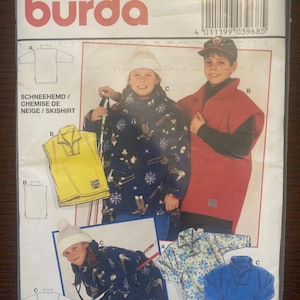 burda
4 011199 039685
A
C
B
SCHNEEHEMD /
CHEMISE DE
NEIGE / SKISHIRT
B
B
A
C
C
C